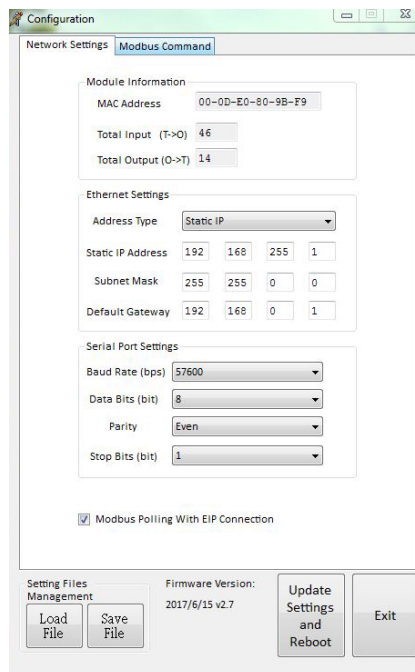 Configuration
Network Settings Modbus Command
Module Information
MAC Address 00-0D-E0-80-9B-F9
Total Input (T->O) 46
Total Output (O->T) 14
Ethernet Settings
Address Type Static IP
Static IP Address 192 168 255 1
Subnet Mask 255 255 0 0
Default Gateway 192 168 0 1
Serial Port Settings
Baud Rate (bps) 57600
Data Bits (bit) 8
Parity Even
Stop Bits (bit) 1
Modbus Polling With EIP Connection
Setting Files
Management
Load
File
Save
File
Firmware Version:
2017/6/15 v2.7
Update
Settings
and
Reboot
Exit